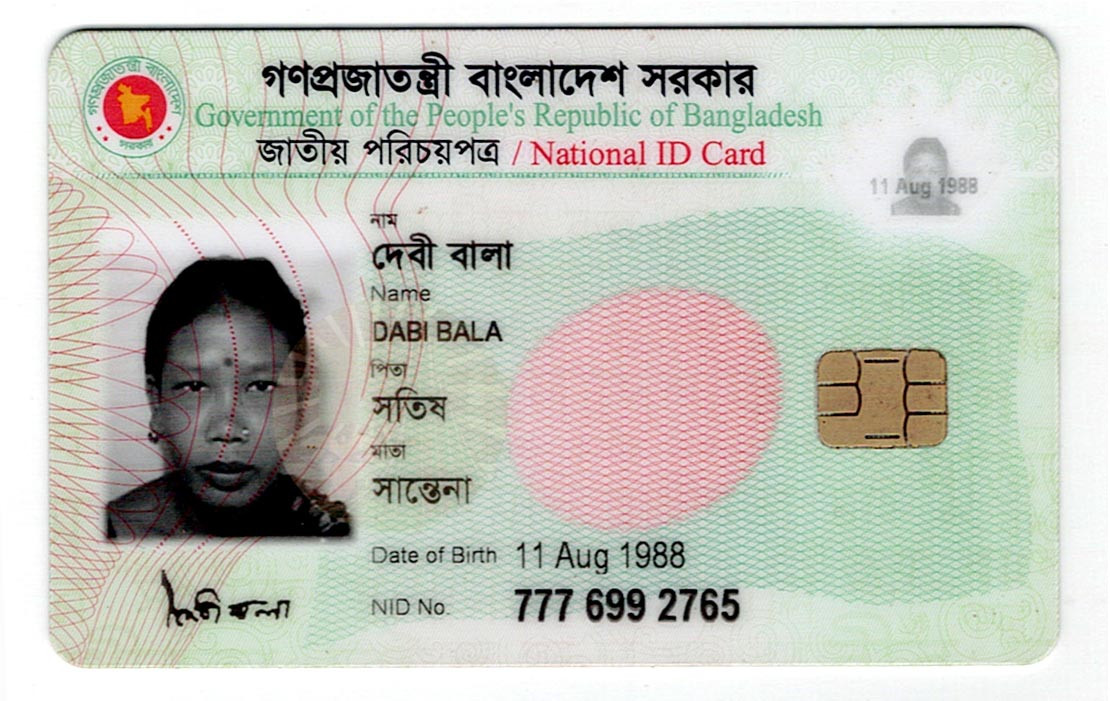 গণপ্রজাতন্ত্রী বাংলাদেশ সরকার
Government of the People's Republic of Bangladesh
জাতীয় পরিচয়পত্র / National ID Card
গণপ্রজাতন্ত্রী বাংলাদেশ
সরকার
11 Aug 1988
নাম
দেবী বালা
Name
DABI BALA
পিতা
সতিষ
মাতা
সান্তেনা
Date of Birth 11 Aug 1988
NID No. 777 699 2765
দেবী বালা